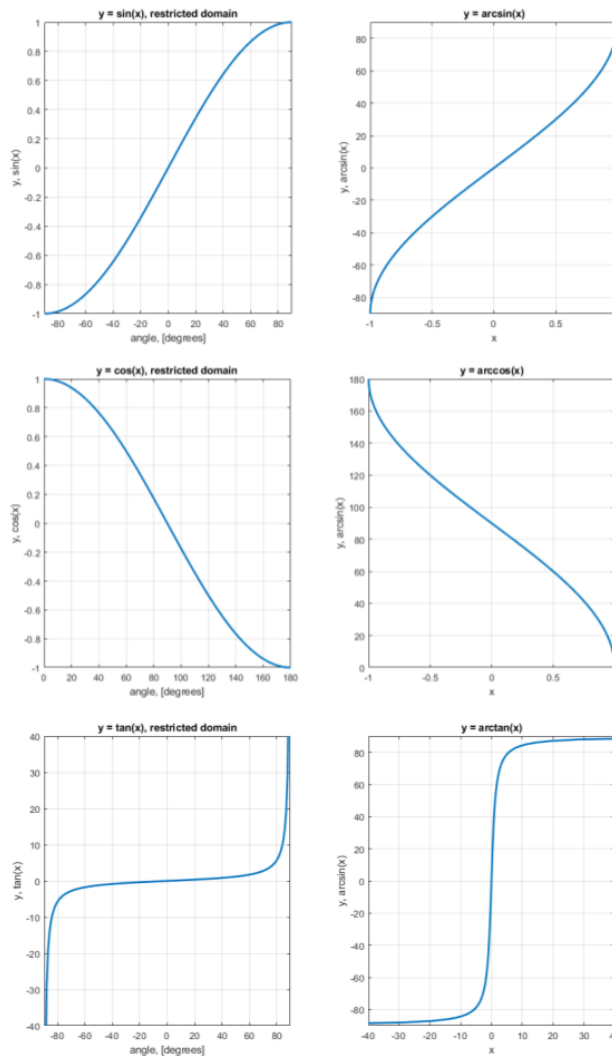 y = sin(x), restricted domain
y, sin(x)
1
0.8
0.6
0.4
0.2
0
-0.2
-0.4
-0.6
-0.8
-1
-80 -60 -40 -20 0 20 40 60 80
angle, [degrees]
y = arcsin(x)
y, arcsin(x)
80
60
40
20
0
-20
-40
-60
-80
-1 -0.5 0 0.5
x
y = cos(x), restricted domain
y, cos(x)
1
0.8
0.6
0.4
0.2
0
-0.2
-0.4
-0.6
-0.8
-1
0 20 40 60 80 100 120 140 160 180
angle, [degrees]
y = arccos(x)
y, arcsin(x)
180
160
140
120
100
80
60
40
20
0
-1 -0.5 0 0.5
x
y = tan(x), restricted domain
y, tan(x)
40
30
20
10
0
-10
-20
-30
-40
-80 -60 -40 -20 0 20 40 60 80
angle, [degrees]
y = arctan(x)
y, arcsin(x)
80
60
40
20
0
-20
-40
-60
-80
-40 -30 -20 -10 0 10 20 30 40
x